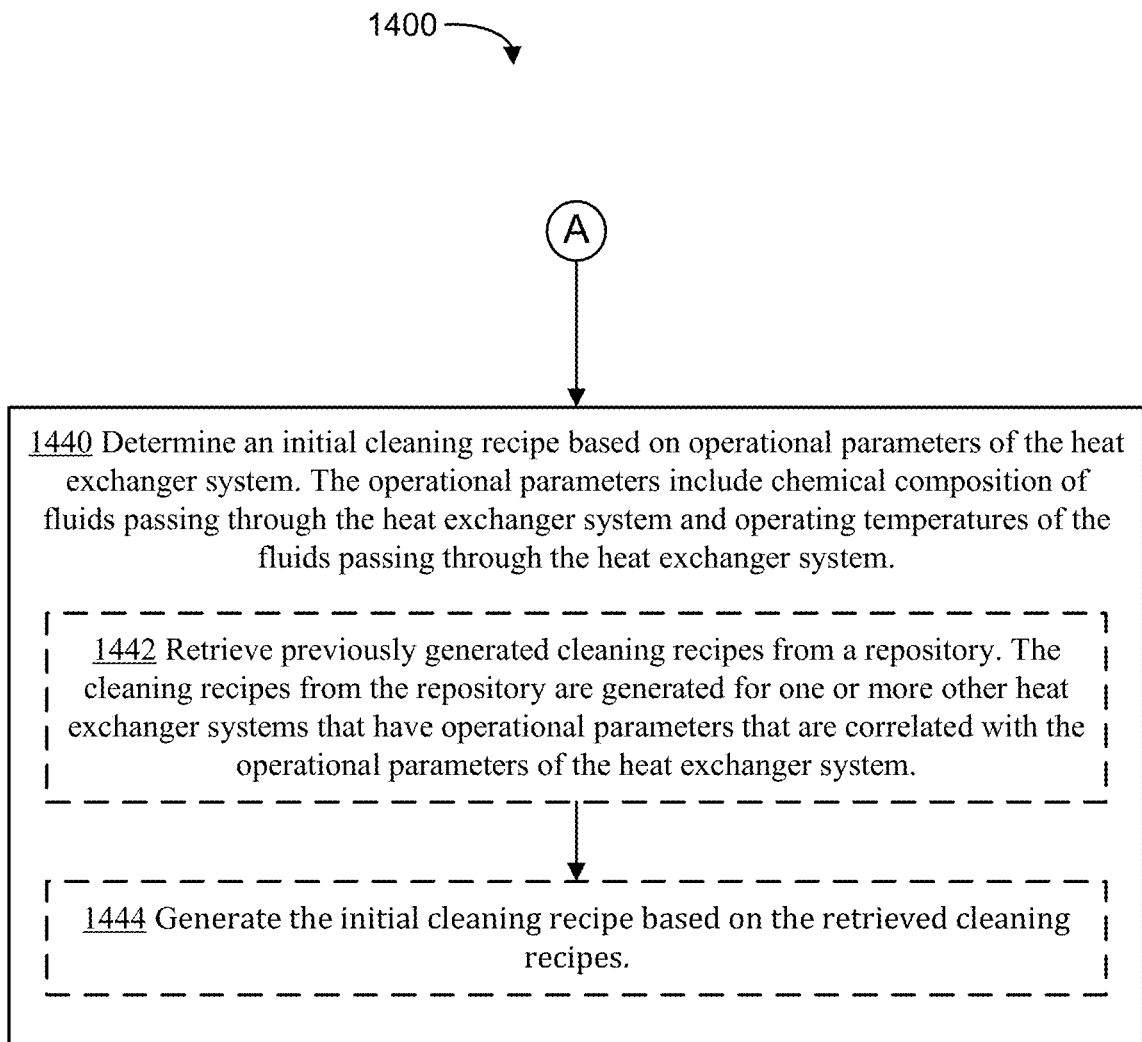 1400
A
1440 Determine an initial cleaning recipe based on operational parameters of the heat
exchanger system. The operational parameters include chemical composition of
fluids passing through the heat exchanger system and operating temperatures of the
fluids passing through the heat exchanger system.
1442 Retrieve previously generated cleaning recipes from a repository. The
cleaning recipes from the repository are generated for one or more other heat
exchanger systems that have operational parameters that are correlated with the
operational parameters of the heat exchanger system.
1444 Generate the initial cleaning recipe based on the retrieved cleaning
recipes.